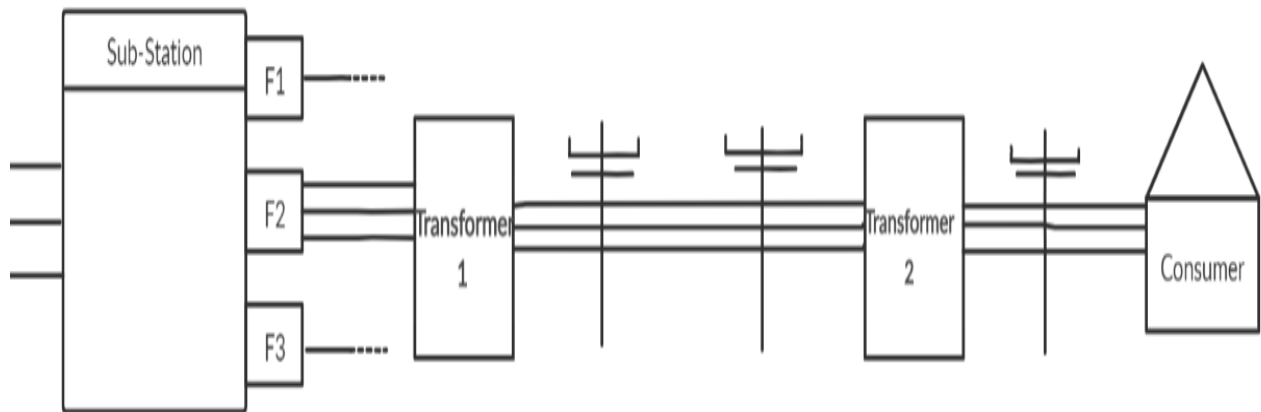 Sub-Station
F1
F2
F3
Transformer
1
Transformer
2
Consumer